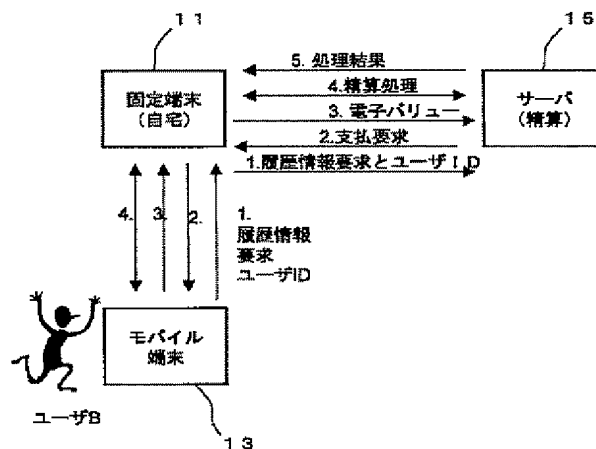 11
15
5. 処理結果
4.精算処理
3. 電子バリュー
2.支払要求
1.履歴情報要求とユーザID
固定端末
(自宅)
サーバ
(精算)
4.
3.
2.
1.
履歴情報
要求
ユーザID
モバイル
端末
ユーザB
13